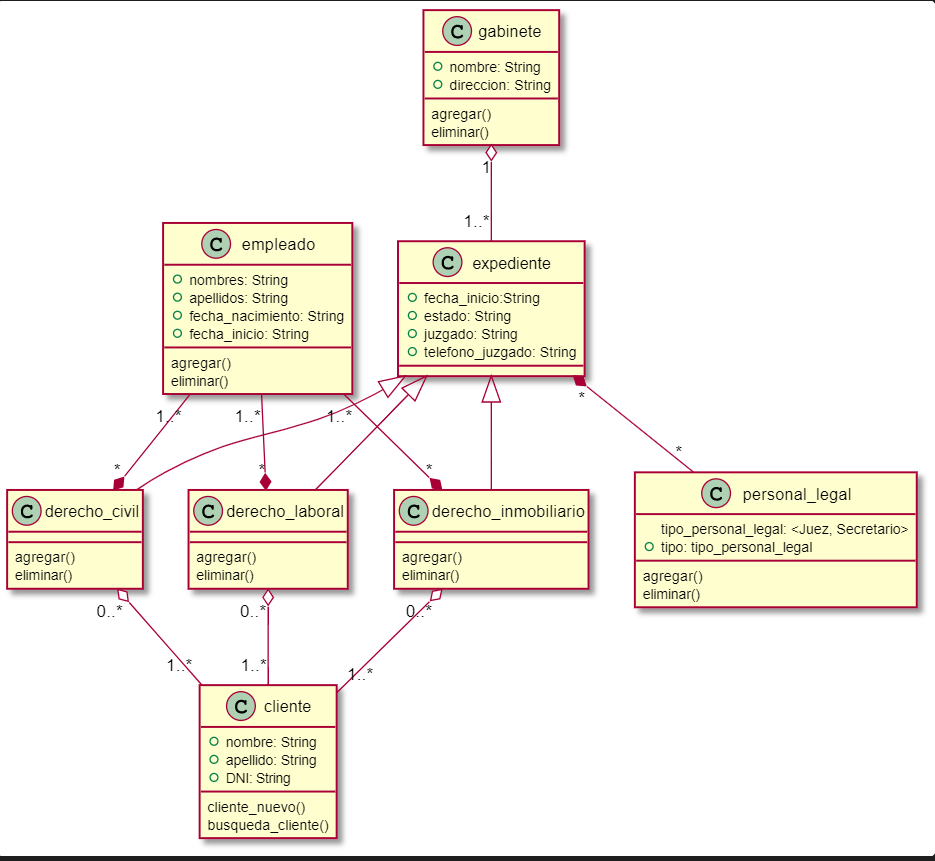 C gabinete
nombre: String
direccion: String
agregar()
eliminar()
1
1..*
C empleado
nombres: String
apellidos: String
fecha_nacimiento: String
fecha_inicio: String
agregar()
eliminar()
C expediente
fecha_inicio:String
estado: String
juzgado: String
telefono_juzgado: String
1..*
1..*
1..*
*
*
*
*
*
C derecho_civil
agregar()
eliminar()
C derecho_laboral
agregar()
eliminar()
C derecho_inmobiliario
agregar()
eliminar()
C personal_legal
tipo_personal_legal: <Juez, Secretario>
tipo: tipo_personal_legal
agregar()
eliminar()
0..*
0..*
0..*
1..*
1..*
1..*
C cliente
nombre: String
apellido: String
DNI: String
cliente_nuevo()
busqueda_cliente()